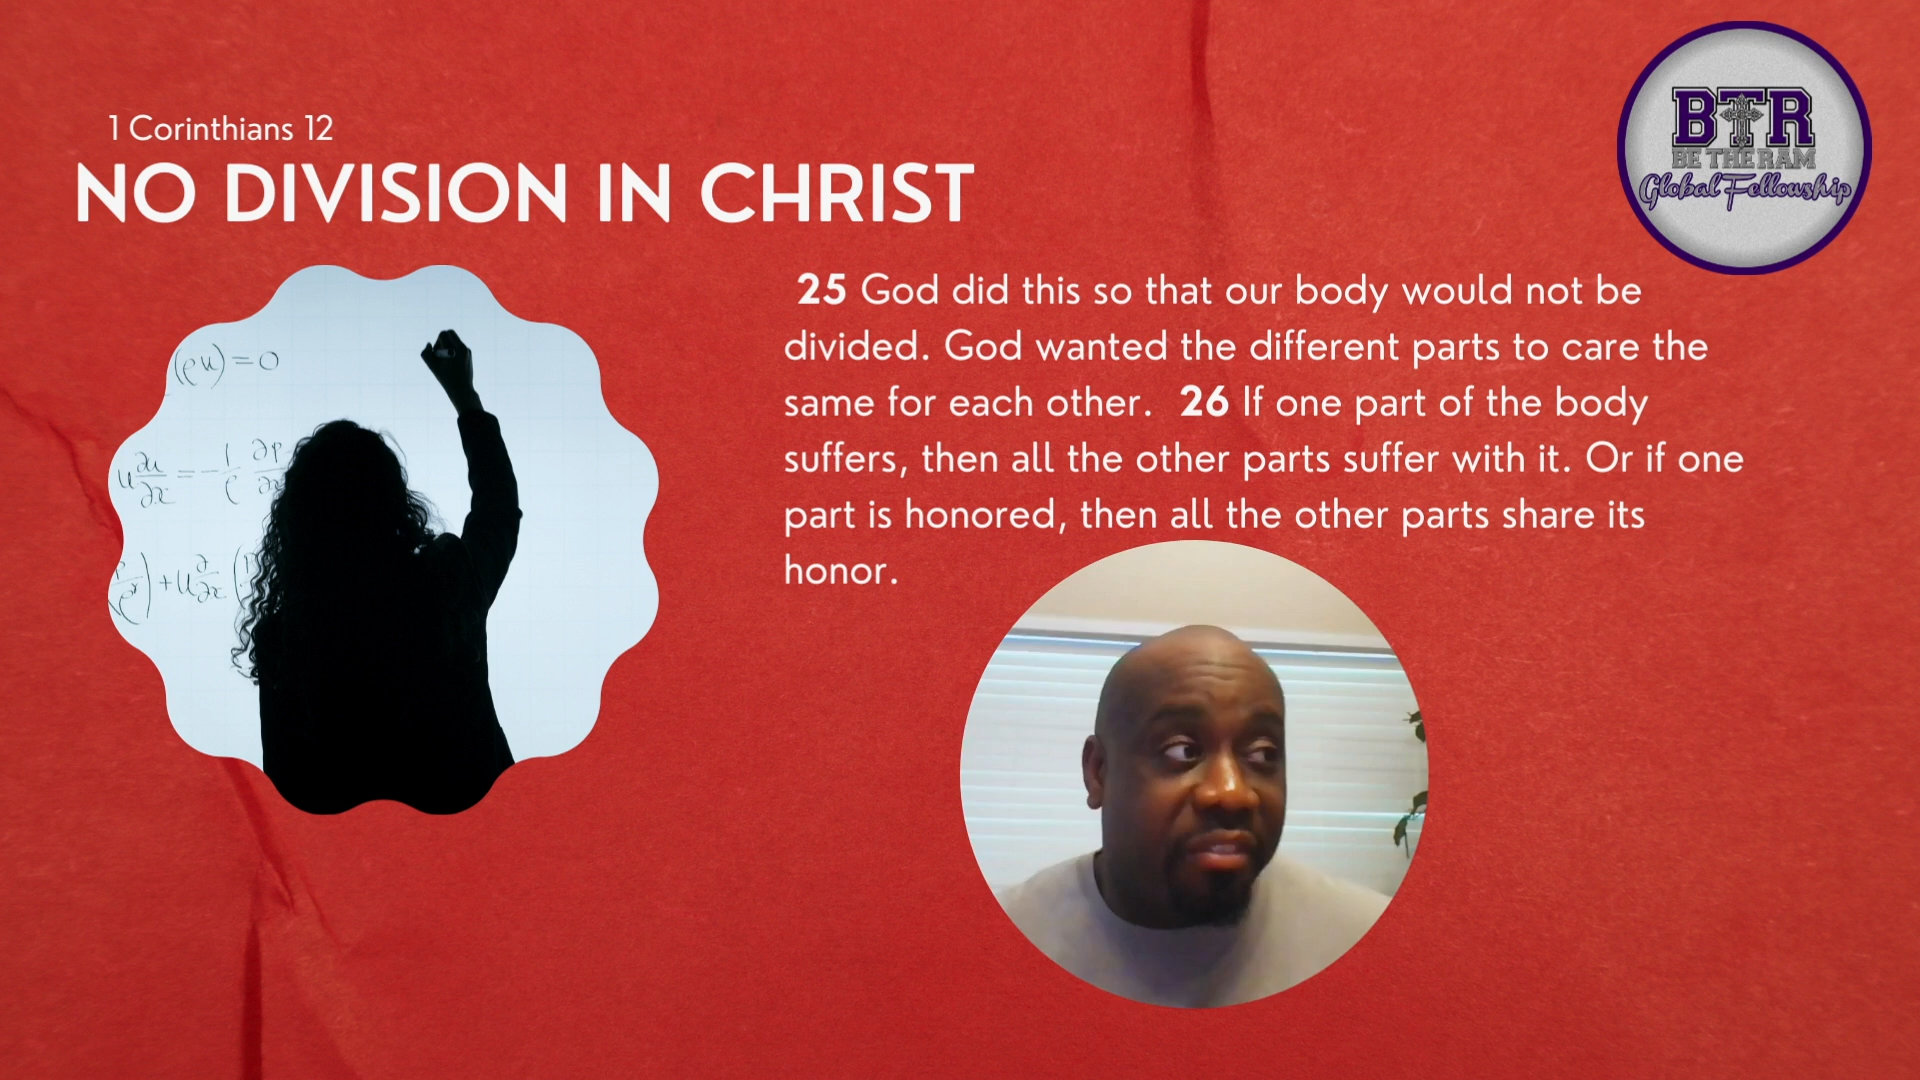 1 Corinthians 12
NO DIVISION IN CHRIST
BTR
BE THE RAM
Global Fellowship
25 God did this so that our body would not be
divided. God wanted the different parts to care the
same for each other. 26 If one part of the body
suffers, then all the other parts suffer with it. Or if one
part is honored, then all the other parts share its
honor.
(ρu) = 0